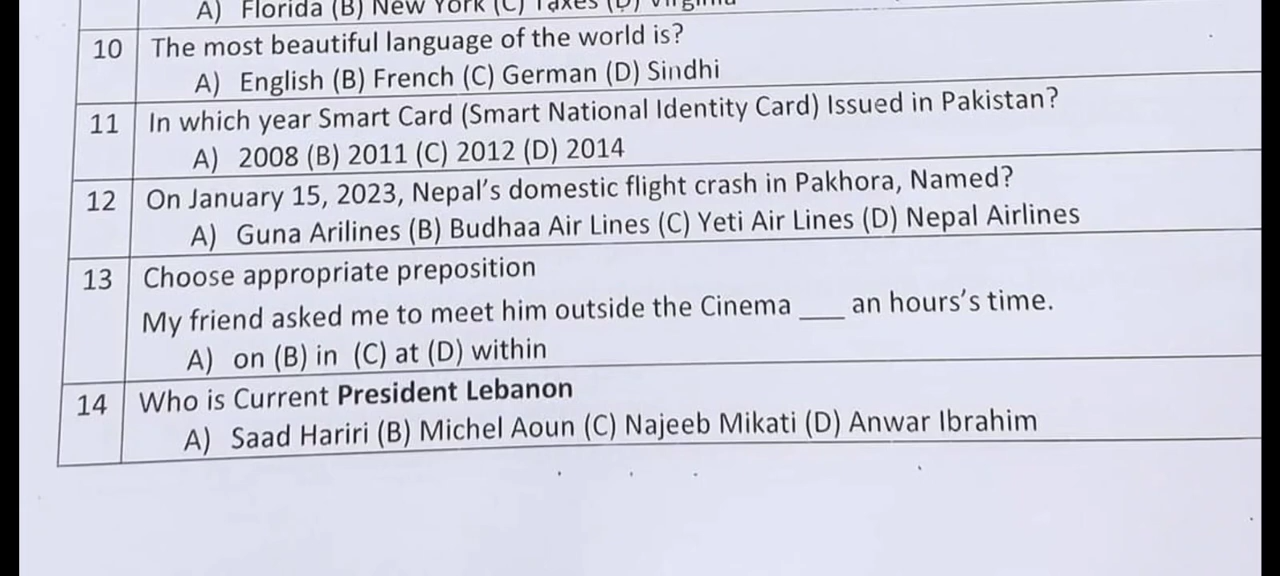 A) Florida (B) New York (C) Taxes (D) Virginia
10 The most beautiful language of the world is?
A) English (B) French (C) German (D) Sindhi
11 In which year Smart Card (Smart National Identity Card) Issued in Pakistan?
A) 2008 (B) 2011 (C) 2012 (D) 2014
12 On January 15, 2023, Nepal's domestic flight crash in Pakhora, Named?
A) Guna Arilines (B) Budhaa Air Lines (C) Yeti Air Lines (D) Nepal Airlines
13 Choose appropriate preposition
My friend asked me to meet him outside the Cinema ___ an hours's time.
A) on (B) in (C) at (D) within
14 Who is Current President Lebanon
A) Saad Hariri (B) Michel Aoun (C) Najeeb Mikati (D) Anwar Ibrahim